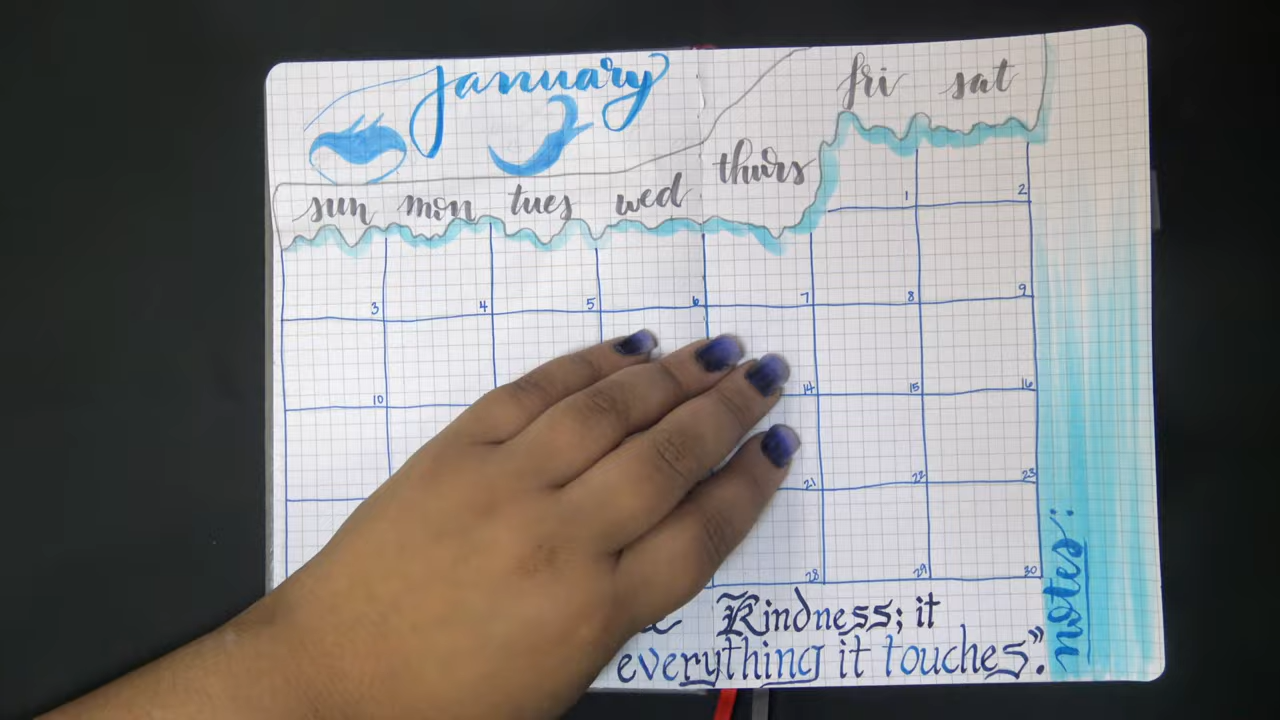 january
fri sat
thurs
sun mon tues wed
1 2
3 4 5 6 7 8 9
10 14 15 16
21 22 23
28 29 30
notes:
Kindness; it
everything it touches”.